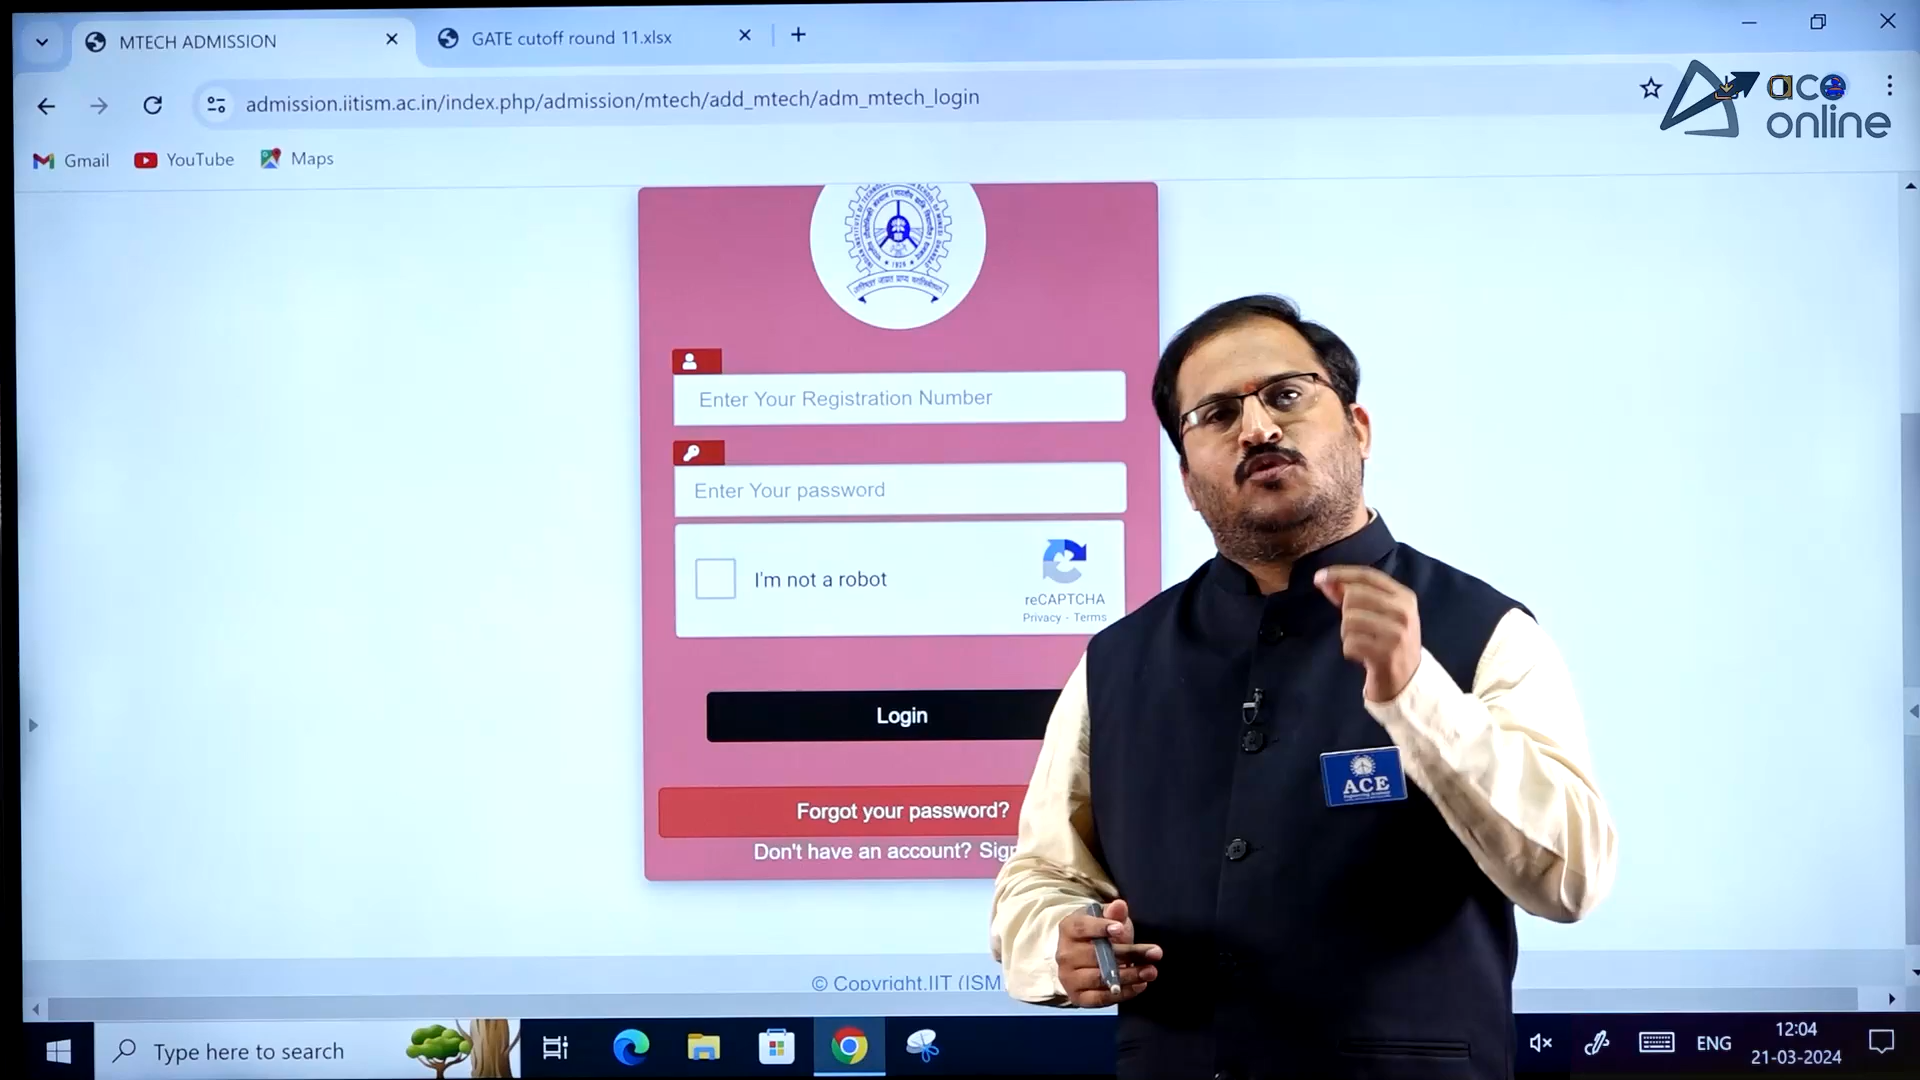 MTECH ADMISSION
GATE cutoff round 11.xlsx
admission.iitism.ac.in/index.php/admission/mtech/add_mtech/adm_mtech_login
ace
online
Gmail
YouTube
Maps
1926
Enter Your Registration Number
Enter Your password
I'm not a robot
reCAPTCHA
Privacy - Terms
Login
ACE
Forgot your password?
Don't have an account?
© Copyright.IIT (ISM
Type here to search
ENG
12:04
21-03-2024